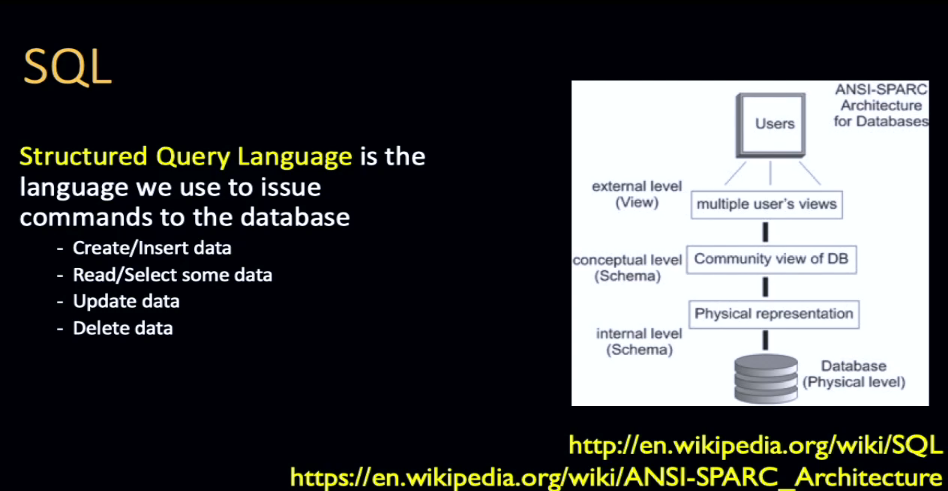 SQL
Structured Query Language is the
language we use to issue
commands to the database
- Create/Insert data
- Read/Select some data
- Update data
- Delete data
ANSI-SPARC
Architecture
for Databases
Users
external level
(View)
multiple user's views
conceptual level
(Schema)
Community view of DB
Physical representation
internal level
(Schema)
Database
(Physical level)
http://en.wikipedia.org/wiki/SQL
https://en.wikipedia.org/wiki/ANSI-SPARC_Architecture